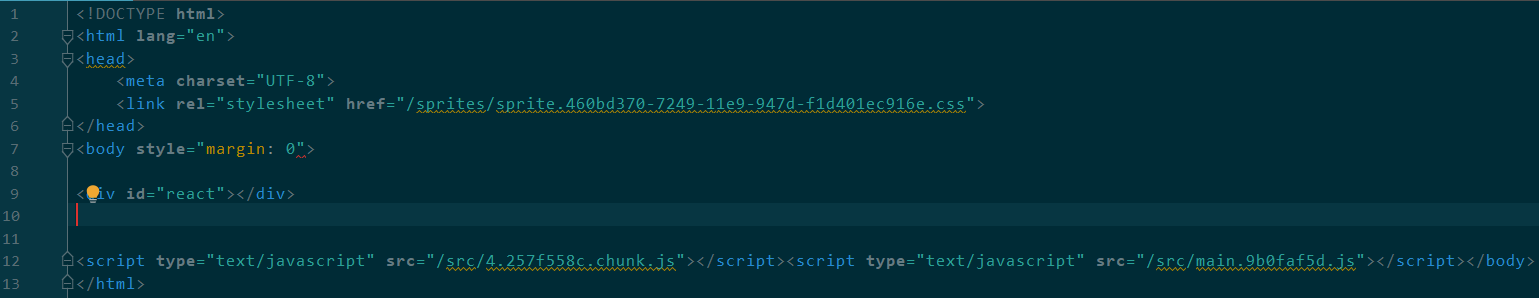 1 <!DOCTYPE html>
2 <html lang="en">
3 <head>
4     <meta charset="UTF-8">
5     <link rel="stylesheet" href="/sprites/sprite.460bd370-7249-11e9-947d-f1d401ec916e.css">
6 </head>
7 <body style="margin: 0">
8
9 <div id="react"></div>
10
11
12 <script type="text/javascript" src="/src/4.257f558c.chunk.js"></script><script type="text/javascript" src="/src/main.9b0faf5d.js"></script></body>
13 </html>